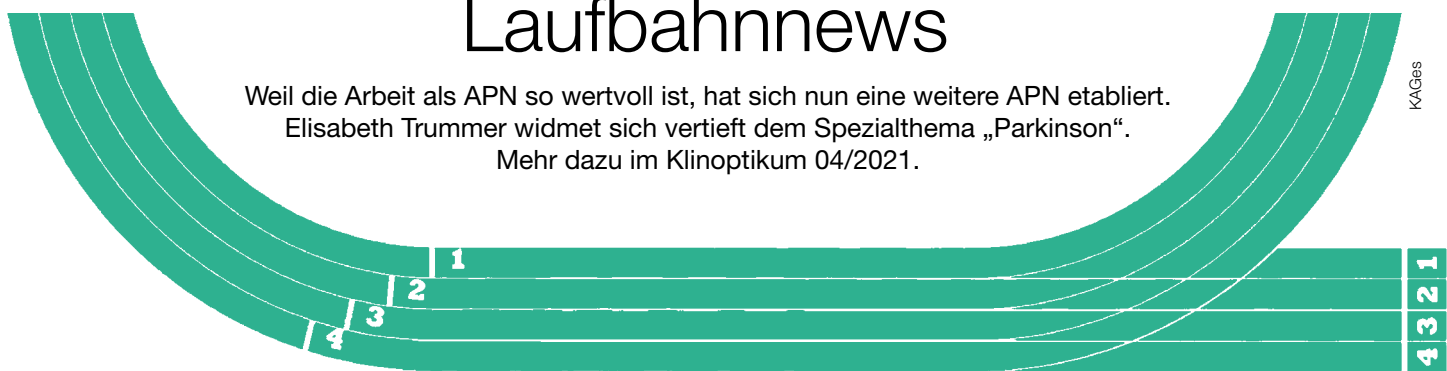 Laufbahnnews
Weil die Arbeit als APN so wertvoll ist, hat sich nun eine weitere APN etabliert.
Elisabeth Trummer widmet sich vertieft dem Spezialthema „Parkinson“.
Mehr dazu im Klinoptikum 04/2021.
KAGes
1
2
3
4
1
2
3
4